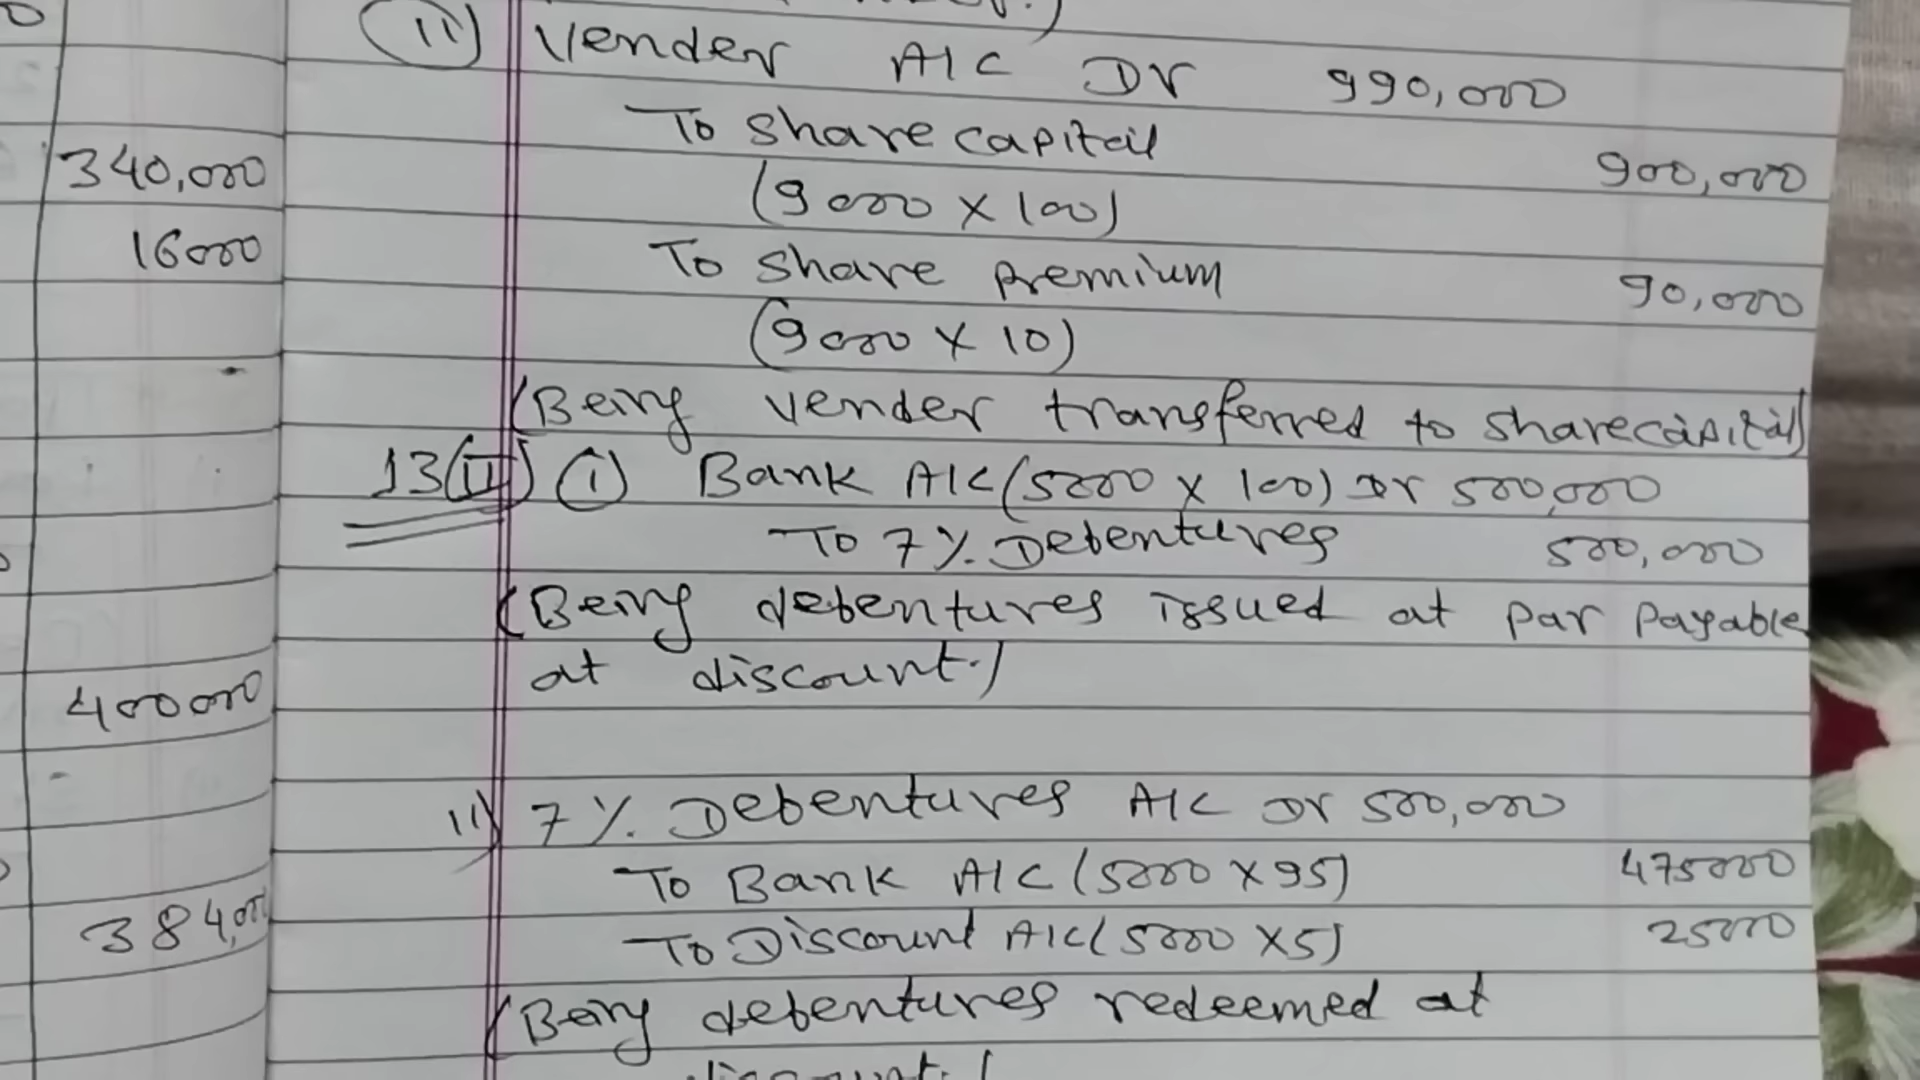 (ii) Vender A/C Dr 990,000
To share capital 900,000
(9000 X 100)
To share premium 90,000
(9000 X 10)
(Being vender transferred to sharecapital)
13(II) (i) Bank A/C (5000 X 100) Dr 500,000
To 7% Debentures 500,000
(Being debentures issued at par payable
at discount.)
ii) 7% Debentures A/C Dr 500,000
To Bank A/C (5000 X 95) 475000
To Discount A/C (5000 X 5) 25000
(Being debentures redeemed at
discount.)
340,000
16000
400000
384,000